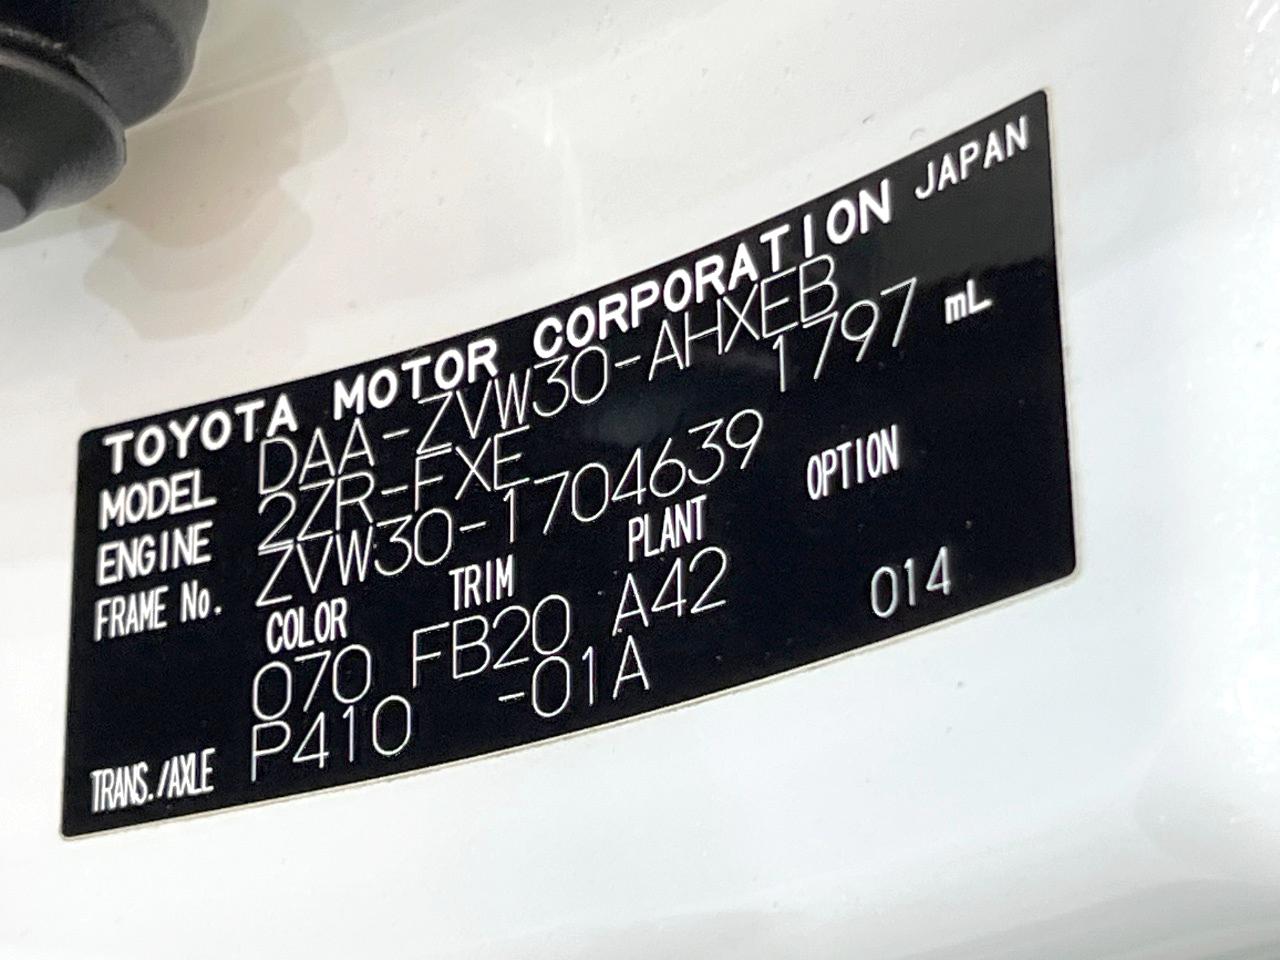 TOYOTA MOTOR CORPORATION JAPAN
MODEL DAA-ZVW30-AHXEB
ENGINE 2ZR-FXE 1797 mL
FRAME No. ZVW30-1704639
COLOR TRIM PLANT OPTION
070 FB20 A42 014
TRANS./AXLE P410 -01A